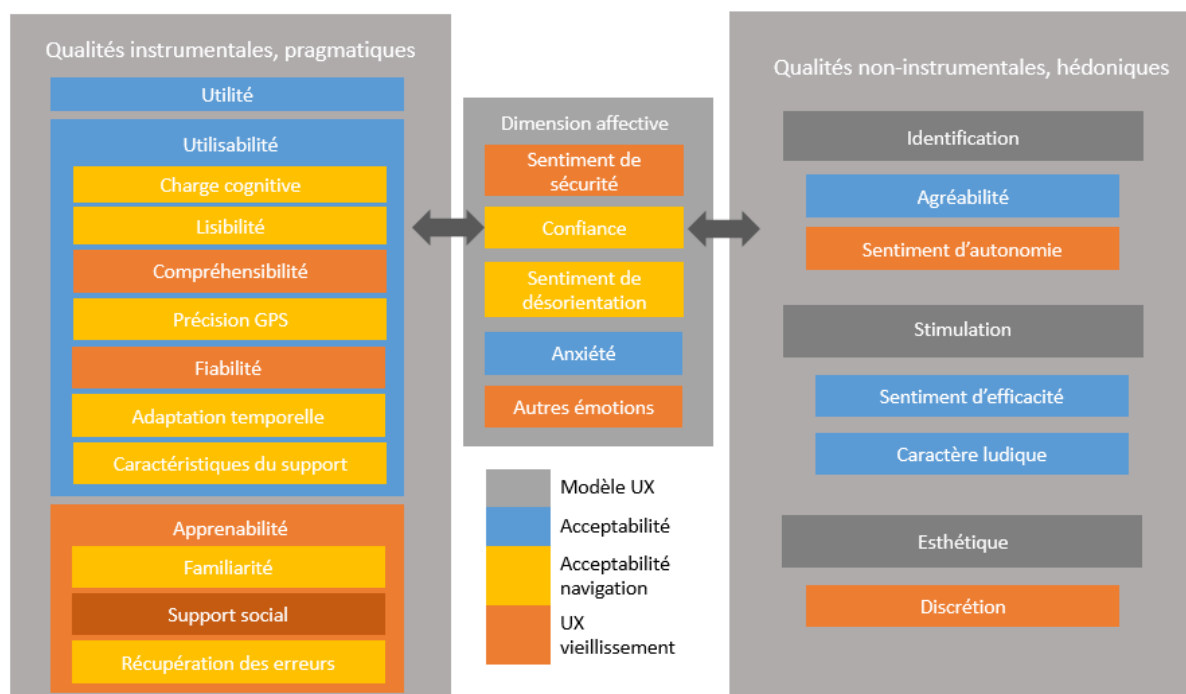 Qualités instrumentales, pragmatiques
Utilité
Utilisabilité
Charge cognitive
Lisibilité
Compréhensibilité
Précision GPS
Fiabilité
Adaptation temporelle
Caractéristiques du support
Apprenabilité
Familiarité
Support social
Récupération des erreurs
Dimension affective
Sentiment de
sécurité
Confiance
Sentiment de
désorientation
Anxiété
Autres émotions
Modèle UX
Acceptabilité
Acceptabilité
navigation
UX
vieillissement
Qualités non-instrumentales, hédoniques
Identification
Agréabilité
Sentiment d’autonomie
Stimulation
Sentiment d’efficacité
Caractère ludique
Esthétique
Discrétion